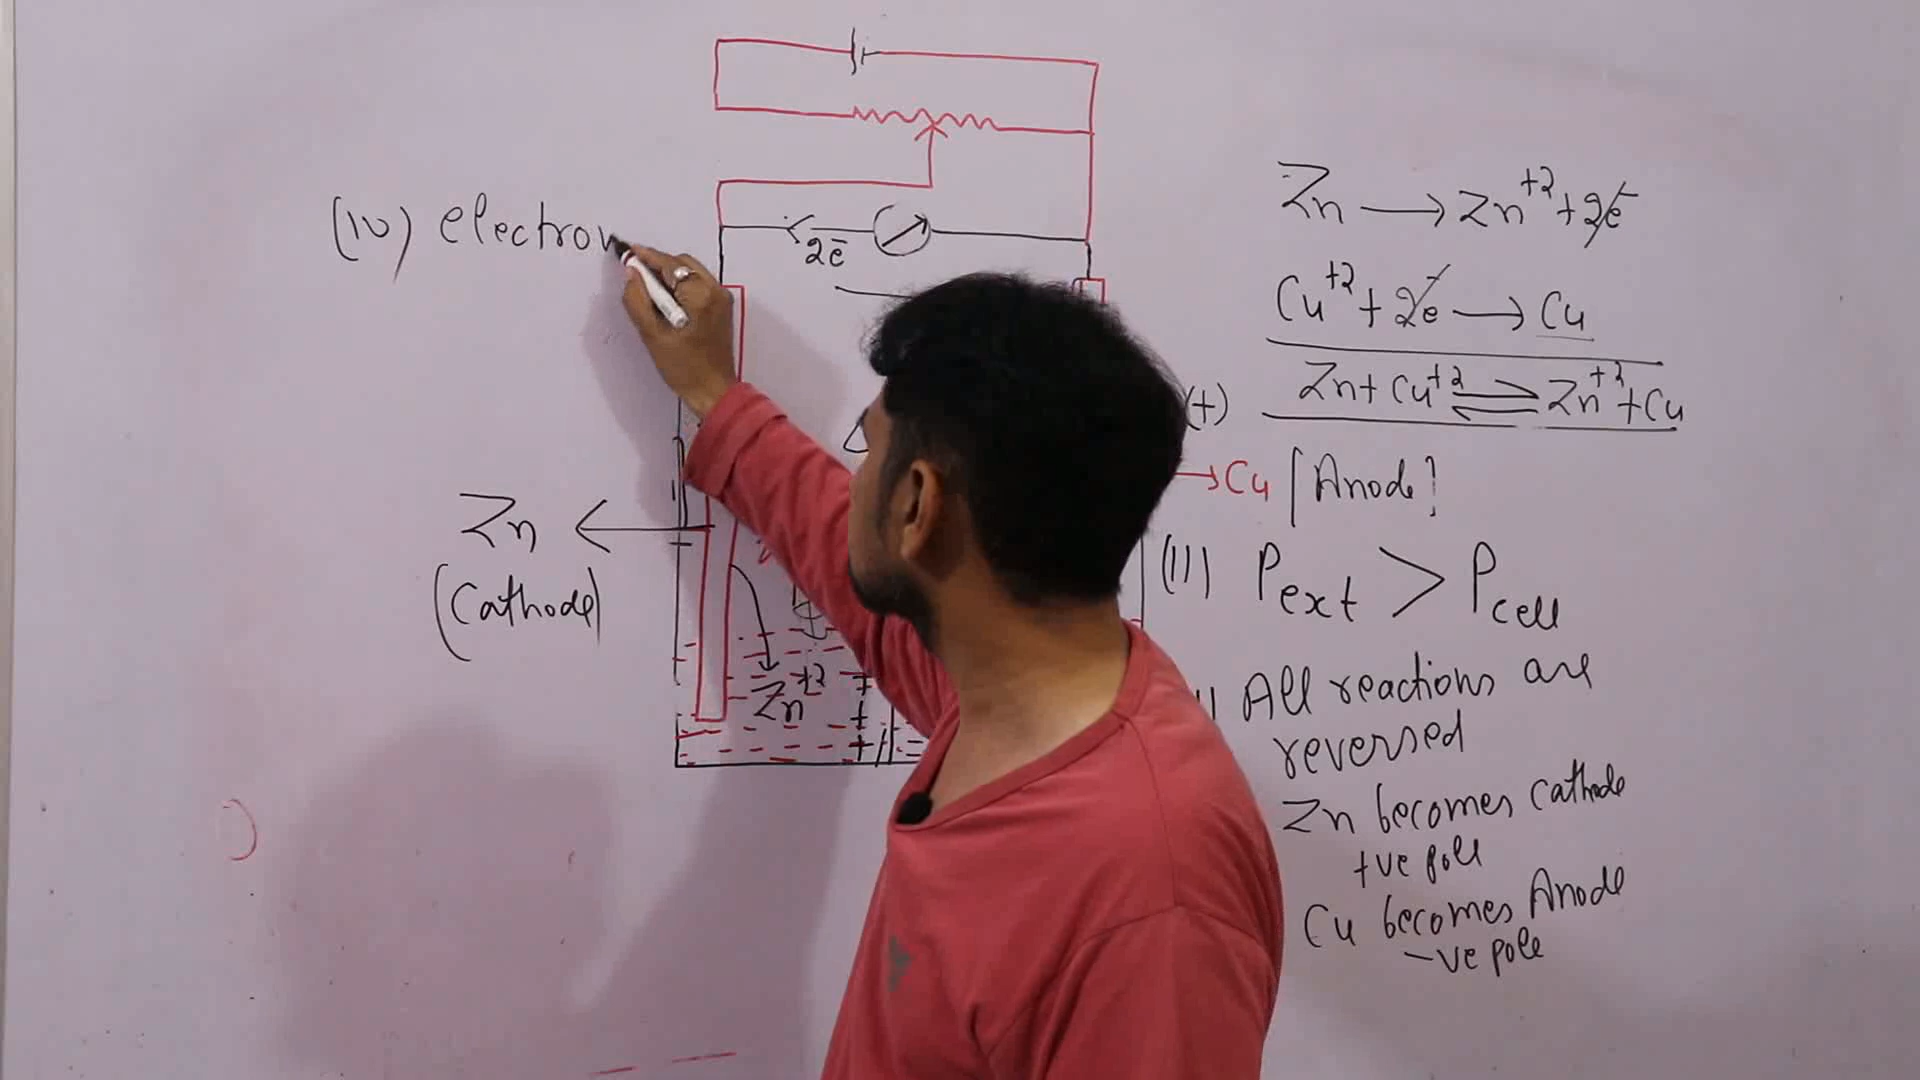 (IV) electron
2e̅
Zn
(Cathode)
Zn+2
Zn → Zn+2 + 2e̅
Cu+2 + 2e̅ → Cu
Zn + Cu+2 ⇌ Zn+2 + Cu
(+)
→ Cu [Anode]
(II) Pext > Pcell
All reactions are
reversed
Zn becomes Cathode
+ve pole
Cu becomes Anode
-ve pole